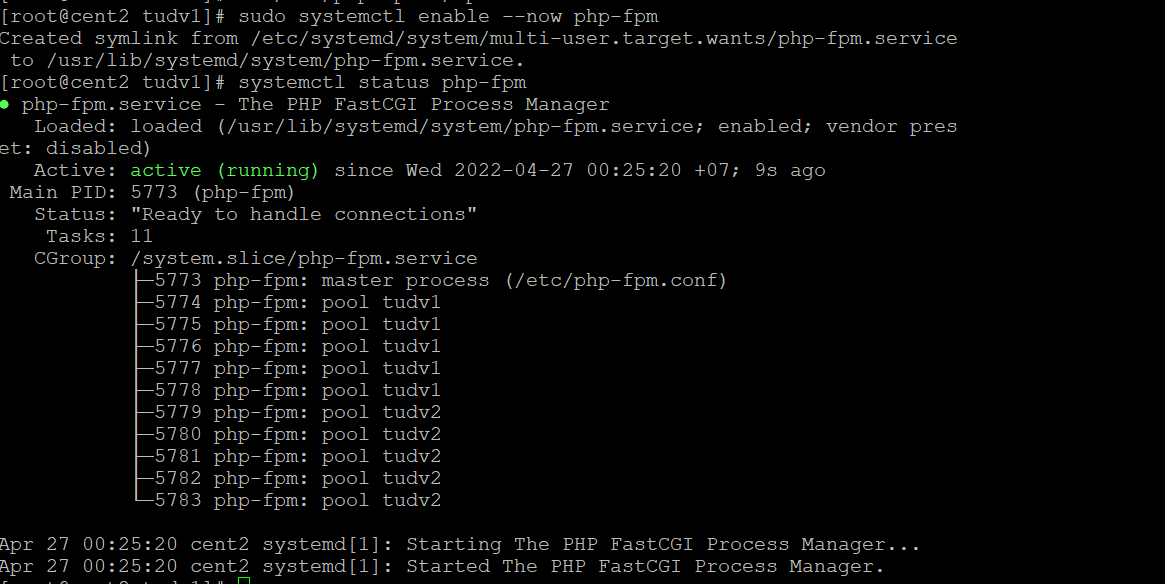 [root@cent2 tudv1]# sudo systemctl enable --now php-fpm
Created symlink from /etc/systemd/system/multi-user.target.wants/php-fpm.service
 to /usr/lib/systemd/system/php-fpm.service.
[root@cent2 tudv1]# systemctl status php-fpm
● php-fpm.service - The PHP FastCGI Process Manager
   Loaded: loaded (/usr/lib/systemd/system/php-fpm.service; enabled; vendor pres
et: disabled)
   Active: active (running) since Wed 2022-04-27 00:25:20 +07; 9s ago
 Main PID: 5773 (php-fpm)
   Status: "Ready to handle connections"
    Tasks: 11
   CGroup: /system.slice/php-fpm.service
           ├─5773 php-fpm: master process (/etc/php-fpm.conf)
           ├─5774 php-fpm: pool tudv1
           ├─5775 php-fpm: pool tudv1
           ├─5776 php-fpm: pool tudv1
           ├─5777 php-fpm: pool tudv1
           ├─5778 php-fpm: pool tudv1
           ├─5779 php-fpm: pool tudv2
           ├─5780 php-fpm: pool tudv2
           ├─5781 php-fpm: pool tudv2
           ├─5782 php-fpm: pool tudv2
           └─5783 php-fpm: pool tudv2

Apr 27 00:25:20 cent2 systemd[1]: Starting The PHP FastCGI Process Manager...
Apr 27 00:25:20 cent2 systemd[1]: Started The PHP FastCGI Process Manager.